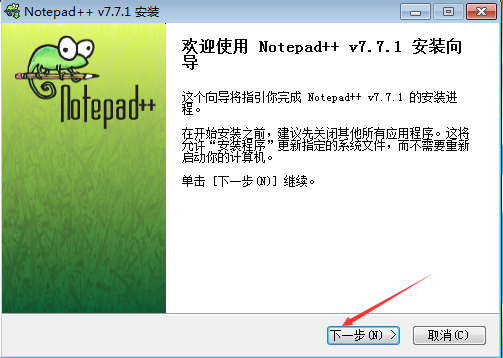 Notepad++ v7.7.1 安装
Notepad++
欢迎使用 Notepad++ v7.7.1 安装向
导
这个向导将指引你完成 Notepad++ v7.7.1 的安装进
程。
在开始安装之前，建议先关闭其他所有应用程序。这将
允许“安装程序”更新指定的系统文件，而不需要重新
启动你的计算机。
单击 [下一步(N)] 继续。
下一步(N) >
取消(C)